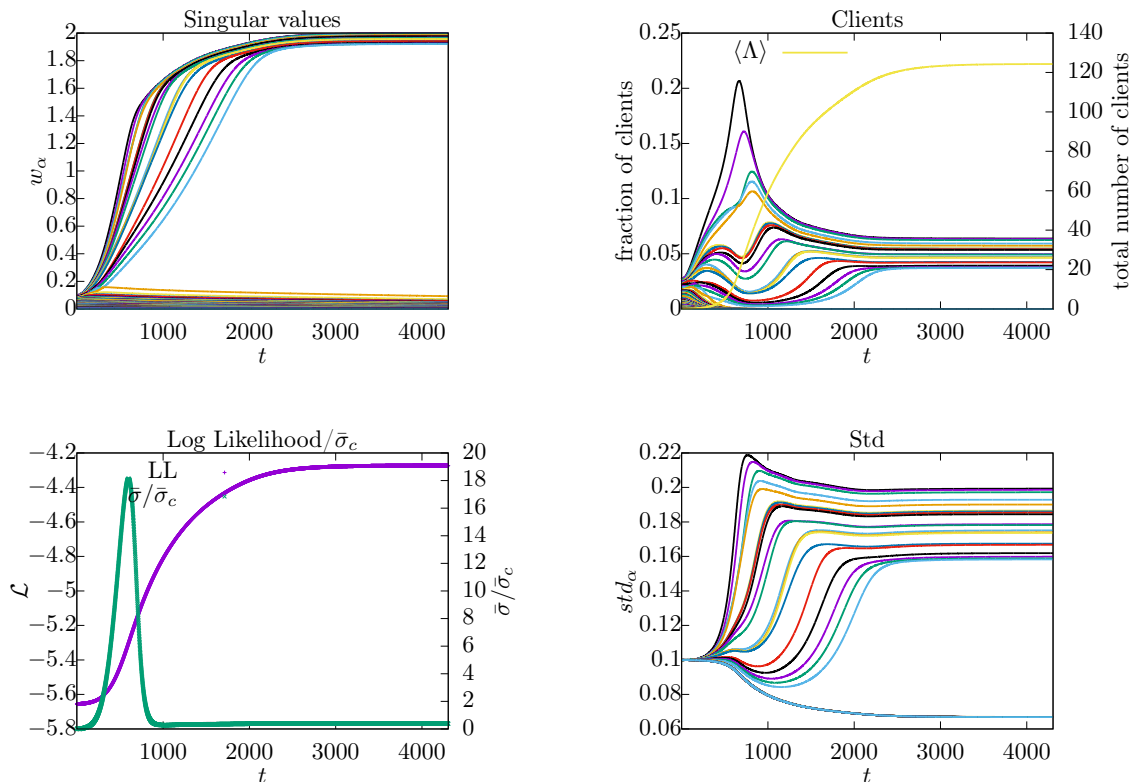 Singular values
2
1.8
1.6
1.4
1.2
1
0.8
0.6
0.4
0.2
0
w_α
1000 2000 3000 4000
t
Clients
⟨Λ⟩
0.25
0.2
0.15
0.1
0.05
0
fraction of clients
140
120
100
80
60
40
20
0
total number of clients
1000 2000 3000 4000
t
Log Likelihood/σ̄_c
LL
σ̄/σ̄_c
−4.2
−4.4
−4.6
−4.8
−5
−5.2
−5.4
−5.6
−5.8
ℒ
20
18
16
14
12
10
8
6
4
2
0
σ̄/σ̄_c
1000 2000 3000 4000
t
Std
0.22
0.2
0.18
0.16
0.14
0.12
0.1
0.08
0.06
std_α
1000 2000 3000 4000
t